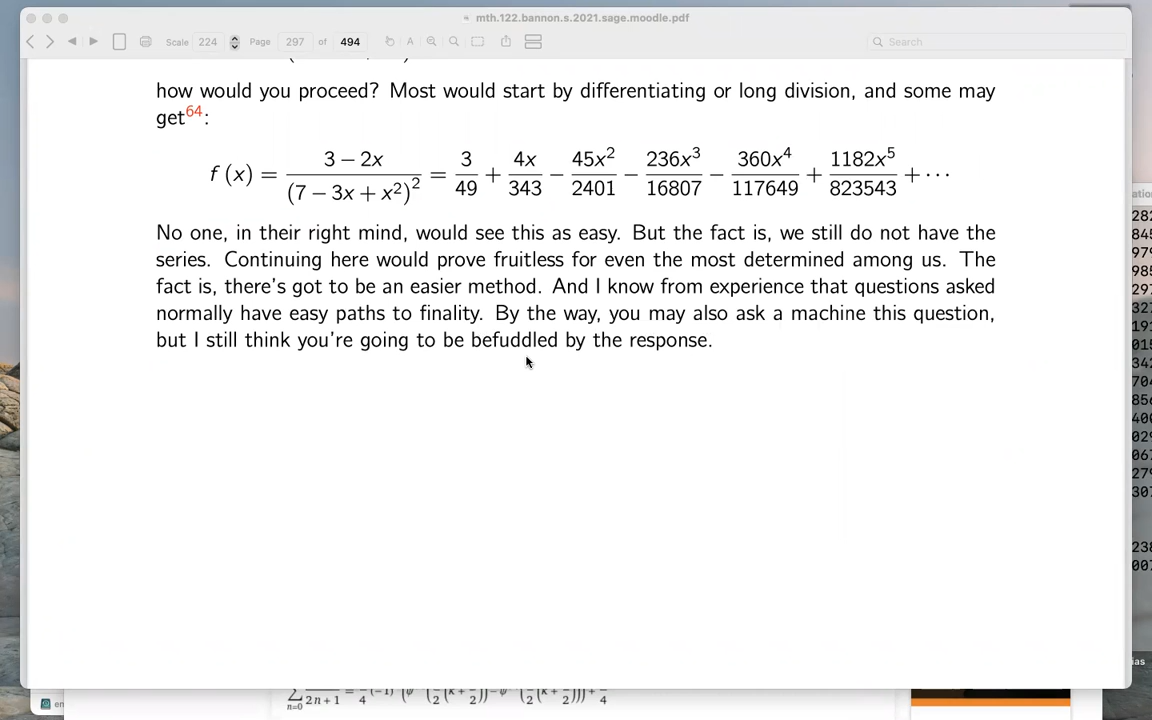 mth.122.bannon.s.2021.sage.moodle.pdf
Scale 224 Page 297 of 494 A Search
how would you proceed? Most would start by differentiating or long division, and some may
get64:
f (x) = (3 − 2x)/(7 − 3x + x²)² = 3/49 + 4x/343 − 45x²/2401 − 236x³/16807 − 360x⁴/117649 + 1182x⁵/823543 + ···
No one, in their right mind, would see this as easy. But the fact is, we still do not have the
series. Continuing here would prove fruitless for even the most determined among us. The
fact is, there's got to be an easier method. And I know from experience that questions asked
normally have easy paths to finality. By the way, you may also ask a machine this question,
but I still think you're going to be befuddled by the response.